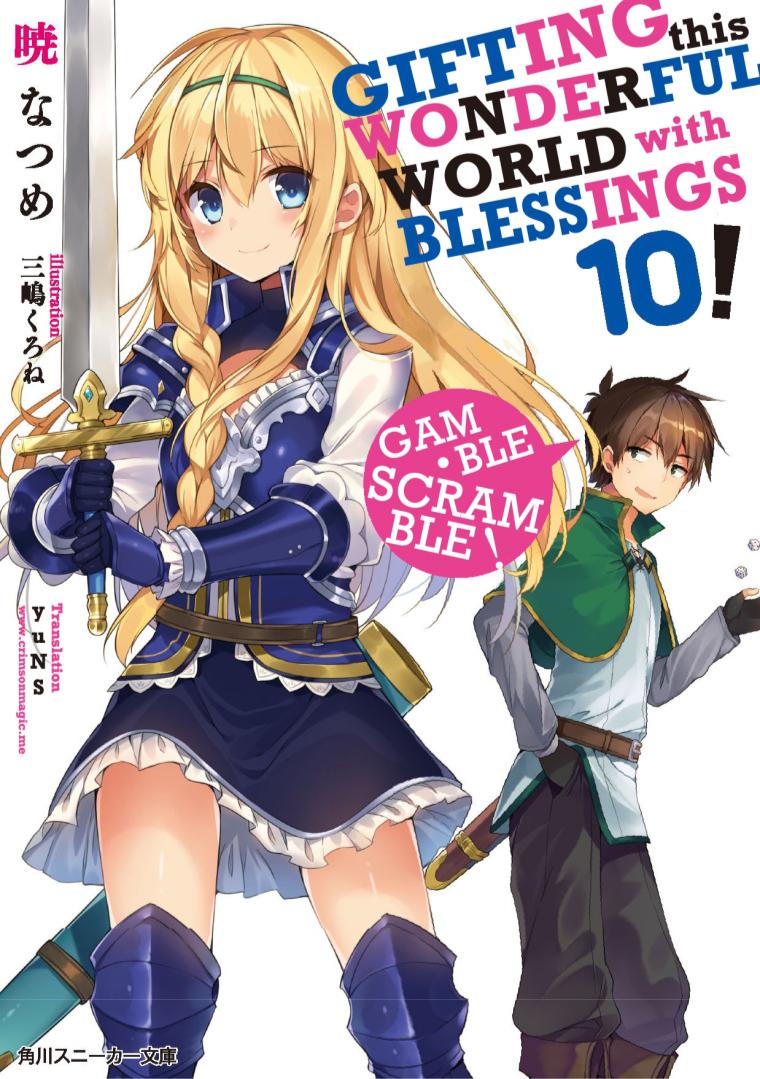 暁 なつめ
illustration
三嶋くろね
GIFTING this
WONDERFUL
WORLD with
BLESSINGS
10!
GAM
・BLE
SCRAM
BLE!
Translation
yuNS
www.crimsonmagic.me
角川スニーカー文庫